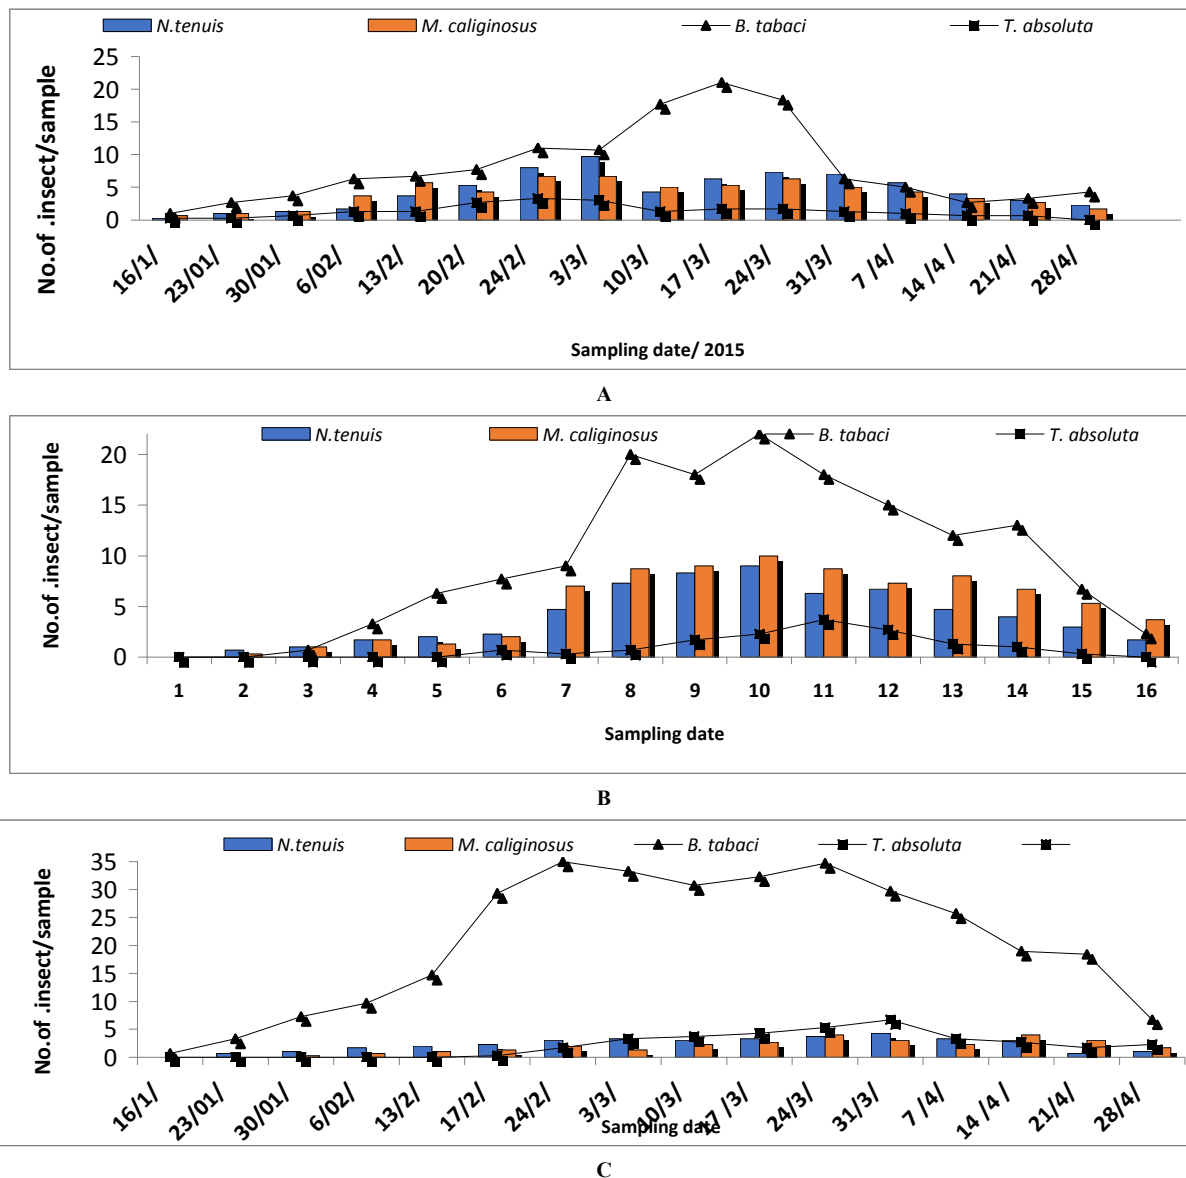 N.tenuis M. caliginosus B. tabaci T. absoluta
25
20
15
10
5
0
No.of .insect/sample
16/1/ 23/01/ 30/01/ 6/02/ 13/2/ 20/2/ 24/2/ 3/3/ 10/3/ 17 /3/ 24/3/ 31/3/ 7 /4/ 14 /4 / 21/4/ 28/4/
Sampling date/ 2015
A
N.tenuis M. caliginosus B. tabaci T. absoluta
20
15
10
5
0
No.of .insect/sample
1 2 3 4 5 6 7 8 9 10 11 12 13 14 15 16
Sampling date
B
N.tenuis M. caliginosus B. tabaci T. absoluta
35
30
25
20
15
10
5
0
No.of .insect/sample
16/1/ 23/01/ 30/01/ 6/02/ 13/2/ 17/2/ 24/2/ 3/3/ 10/3/ 17 /3/ 24/3/ 31/3/ 7 /4/ 14 /4 / 21/4/ 28/4/
Sampling date
C